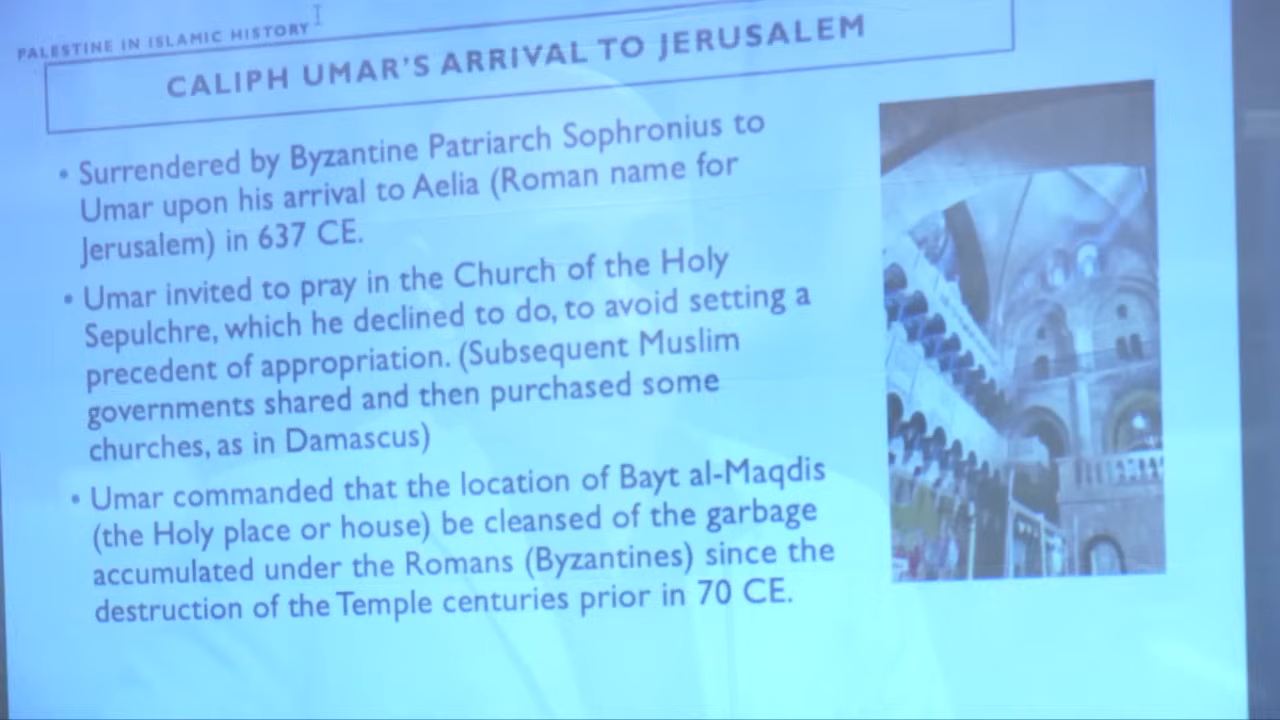 PALESTINE IN ISLAMIC HISTORY
CALIPH UMAR'S ARRIVAL TO JERUSALEM
• Surrendered by Byzantine Patriarch Sophronius to
Umar upon his arrival to Aelia (Roman name for
Jerusalem) in 637 CE.
• Umar invited to pray in the Church of the Holy
Sepulchre, which he declined to do, to avoid setting a
precedent of appropriation. (Subsequent Muslim
governments shared and then purchased some
churches, as in Damascus)
• Umar commanded that the location of Bayt al-Maqdis
(the Holy place or house) be cleansed of the garbage
accumulated under the Romans (Byzantines) since the
destruction of the Temple centuries prior in 70 CE.